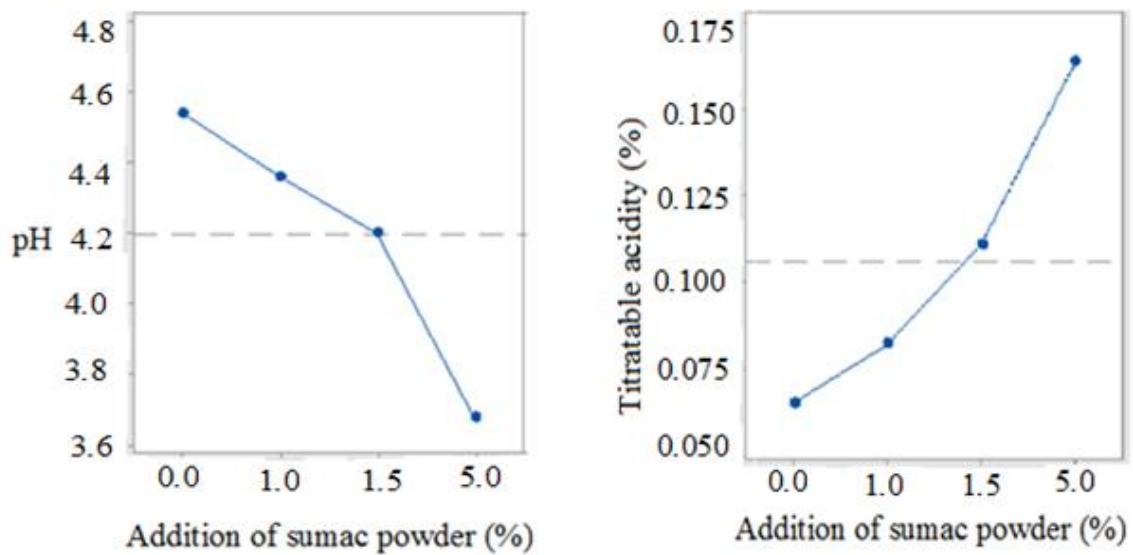 4.8
4.6
4.4
pH 4.2
4.0
3.8
3.6
0.0 1.0 1.5 5.0
Addition of sumac powder (%)
Titratable acidity (%)
0.175
0.150
0.125
0.100
0.075
0.050
0.0 1.0 1.5 5.0
Addition of sumac powder (%)